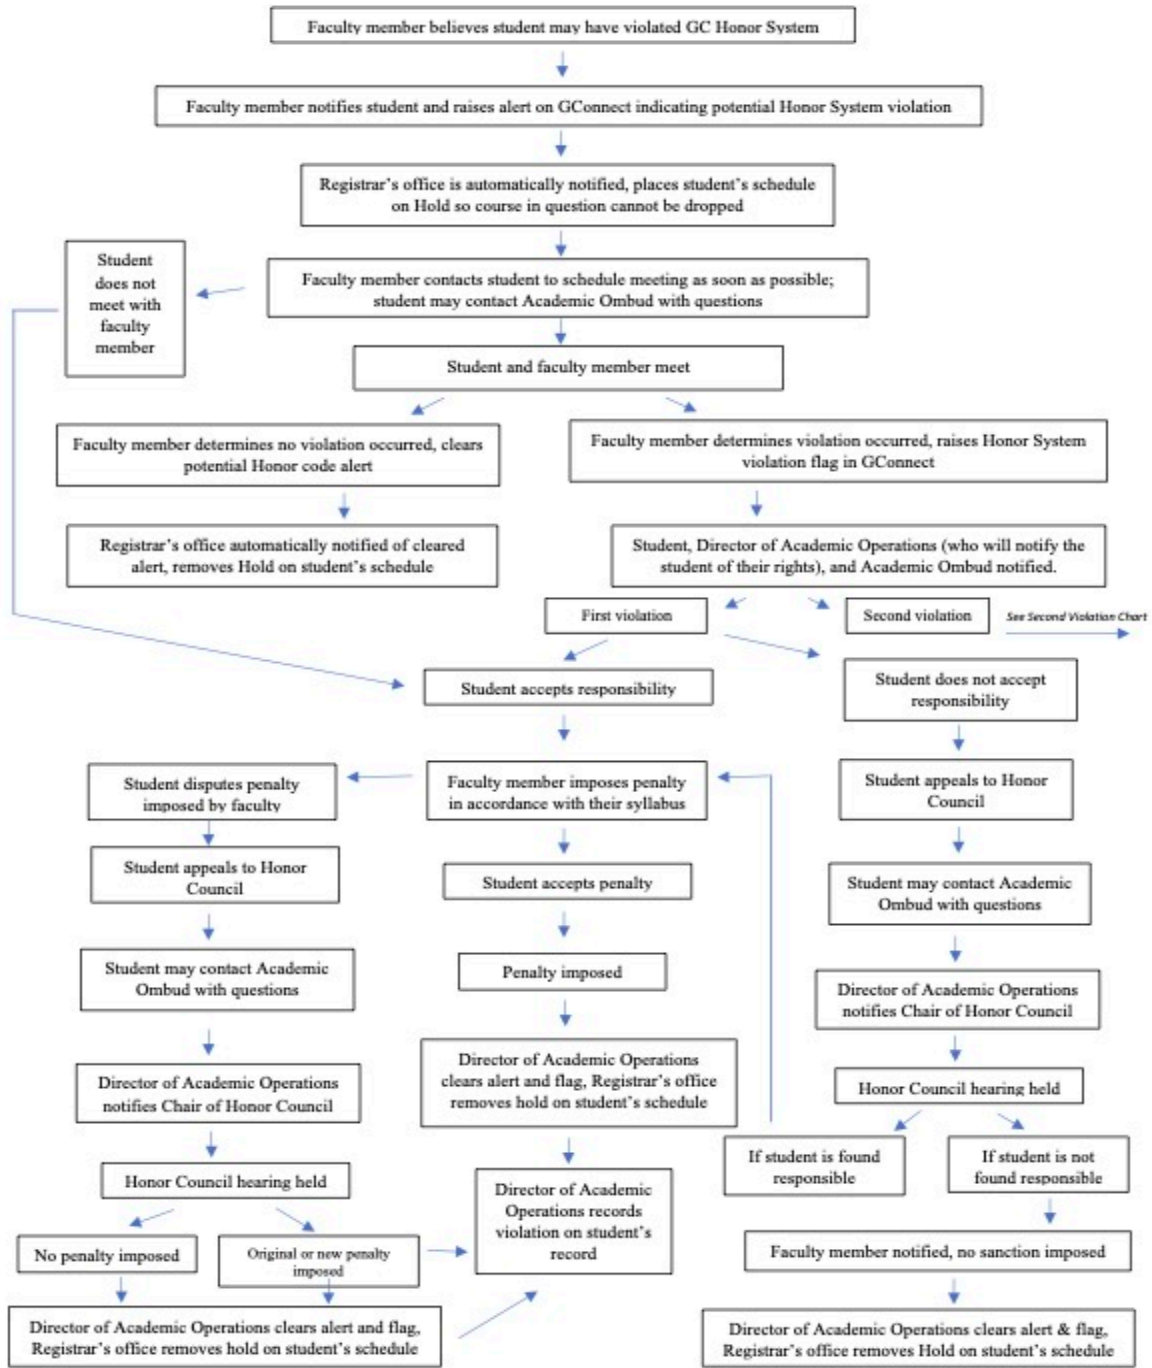 Faculty member believes student may have violated GC Honor System
Faculty member notifies student and raises alert on GConnect indicating potential Honor System violation
Registrar's office is automatically notified, places student's schedule
on Hold so course in question cannot be dropped
Student
does not
meet with
faculty
member
Faculty member contacts student to schedule meeting as soon as possible;
student may contact Academic Ombud with questions
Student and faculty member meet
Faculty member determines no violation occurred, clears
potential Honor code alert
Faculty member determines violation occurred, raises Honor System
violation flag in GConnect
Registrar's office automatically notified of cleared
alert, removes Hold on student's schedule
Student, Director of Academic Operations (who will notify the
student of their rights), and Academic Ombud notified.
First violation
Second violation
See Second Violation Chart
Student accepts responsibility
Student does not accept
responsibility
Student disputes penalty
imposed by faculty
Faculty member imposes penalty
in accordance with their syllabus
Student appeals to Honor
Council
Student appeals to Honor
Council
Student accepts penalty
Student may contact Academic
Ombud with questions
Student may contact Academic
Ombud with questions
Penalty imposed
Director of Academic Operations
notifies Chair of Honor Council
Director of Academic Operations
notifies Chair of Honor Council
Director of Academic Operations
clears alert and flag, Registrar's office
removes hold on student's schedule
Honor Council hearing held
Honor Council hearing held
Director of Academic
Operations records
violation on student's
record
If student is found
responsible
If student is not
found responsible
No penalty imposed
Original or new penalty
imposed
Faculty member notified, no sanction imposed
Director of Academic Operations clears alert and flag,
Registrar's office removes hold on student's schedule
Director of Academic Operations clears alert & flag,
Registrar's office removes Hold on student's schedule